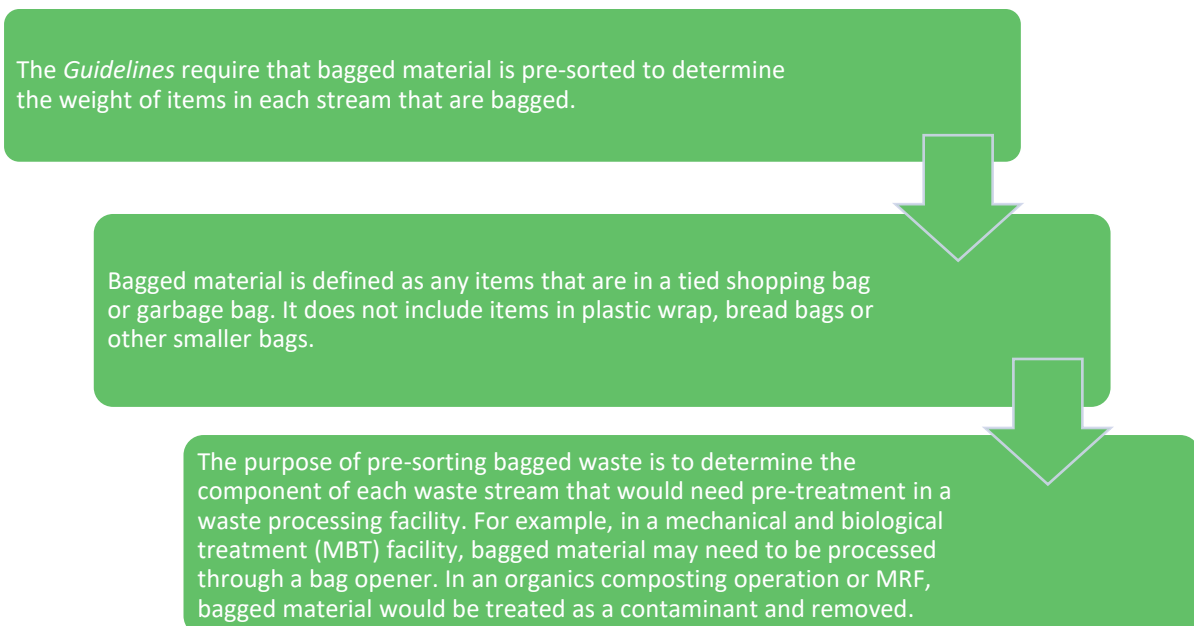 The Guidelines require that bagged material is pre-sorted to determine
the weight of items in each stream that are bagged.
Bagged material is defined as any items that are in a tied shopping bag
or garbage bag. It does not include items in plastic wrap, bread bags or
other smaller bags.
The purpose of pre-sorting bagged waste is to determine the
component of each waste stream that would need pre-treatment in a
waste processing facility. For example, in a mechanical and biological
treatment (MBT) facility, bagged material may need to be processed
through a bag opener. In an organics composting operation or MRF,
bagged material would be treated as a contaminant and removed.